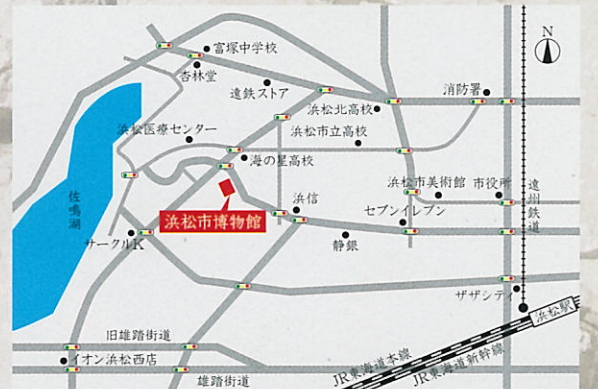 N
富塚中学校
杏林堂
遠鉄ストア
消防署
浜松北高校
浜松医療センター
浜松市立高校
海の星高校
浜松市美術館
市役所
遠州鉄道
佐鳴湖
浜松市博物館
浜信
セブンイレブン
サークルK
静銀
ザザシティ
浜松駅
旧雄踏街道
イオン浜松西店
雄踏街道
JR東海道本線
JR東海道新幹線